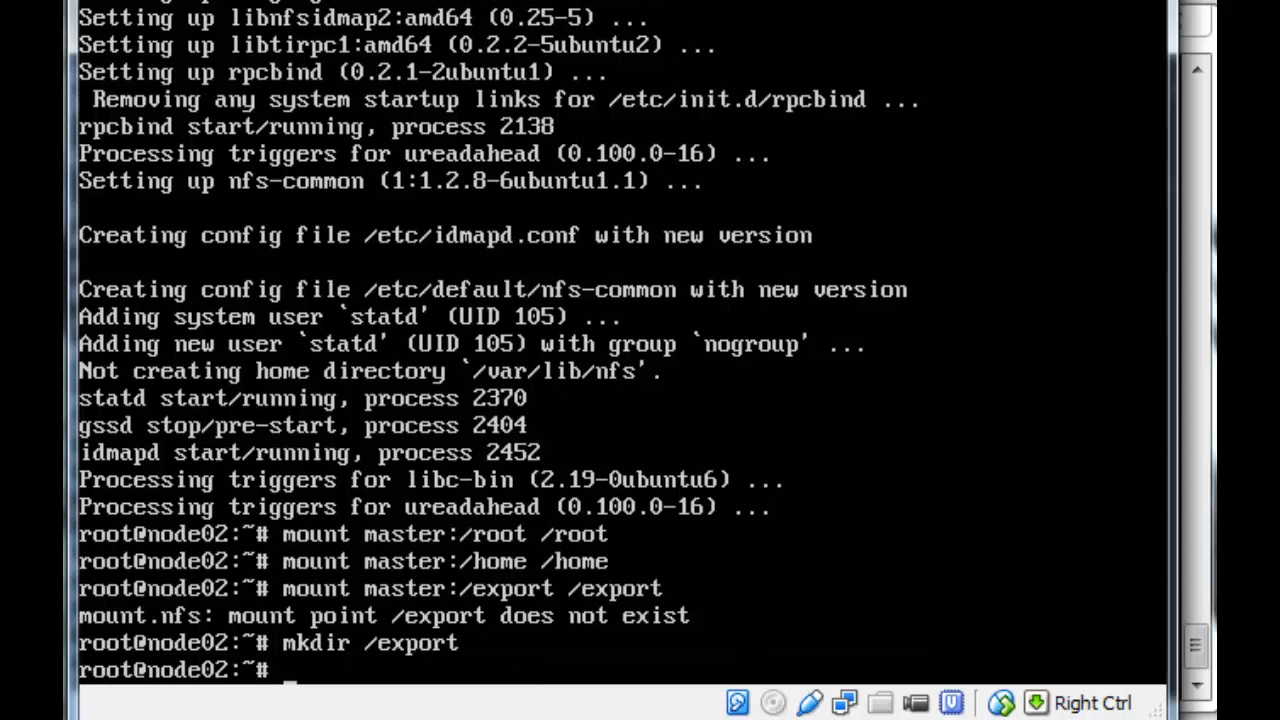 Setting up libnfsidmap2:amd64 (0.25-5) ...
Setting up libtirpc1:amd64 (0.2.2-5ubuntu2) ...
Setting up rpcbind (0.2.1-2ubuntu1) ...
 Removing any system startup links for /etc/init.d/rpcbind ...
rpcbind start/running, process 2138
Processing triggers for ureadahead (0.100.0-16) ...
Setting up nfs-common (1:1.2.8-6ubuntu1.1) ...
Creating config file /etc/idmapd.conf with new version
Creating config file /etc/default/nfs-common with new version
Adding system user `statd' (UID 105) ...
Adding new user `statd' (UID 105) with group `nogroup' ...
Not creating home directory `/var/lib/nfs'.
statd start/running, process 2370
gssd stop/pre-start, process 2404
idmapd start/running, process 2452
Processing triggers for libc-bin (2.19-0ubuntu6) ...
Processing triggers for ureadahead (0.100.0-16) ...
root@node02:~# mount master:/root /root
root@node02:~# mount master:/home /home
root@node02:~# mount master:/export /export
mount.nfs: mount point /export does not exist
root@node02:~# mkdir /export
root@node02:~#
Right Ctrl